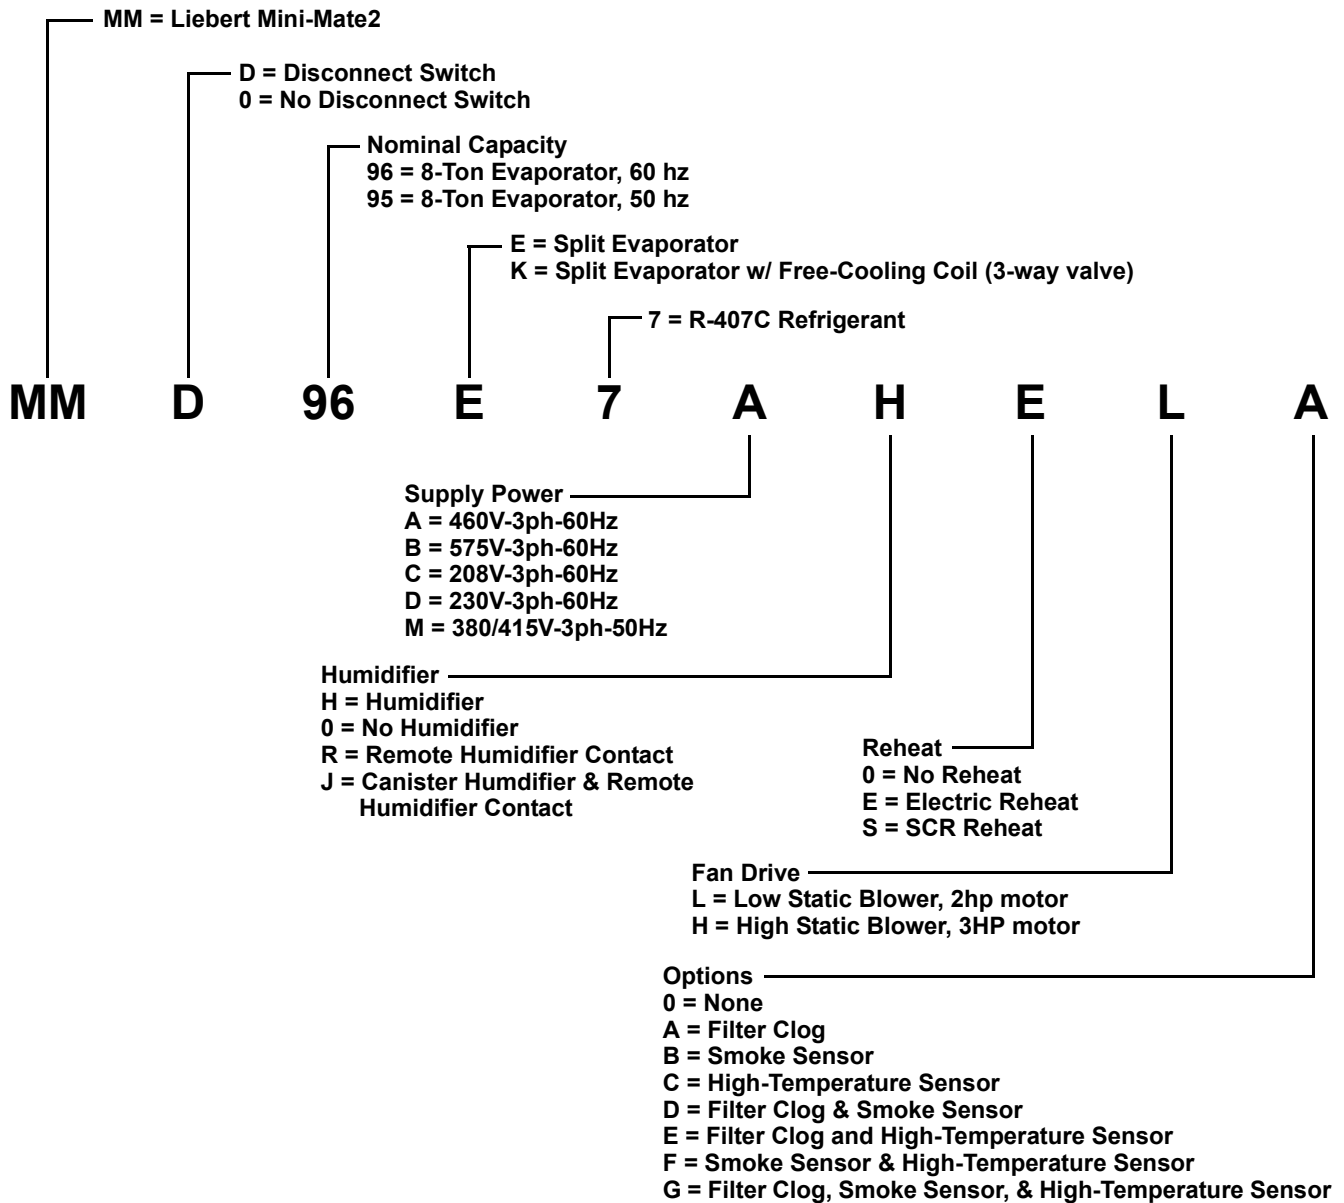 MM = Liebert Mini-Mate2
D = Disconnect Switch
0 = No Disconnect Switch
Nominal Capacity
96 = 8-Ton Evaporator, 60 hz
95 = 8-Ton Evaporator, 50 hz
E = Split Evaporator
K = Split Evaporator w/ Free-Cooling Coil (3-way valve)
7 = R-407C Refrigerant
MM D 96 E 7 A H E L A
Supply Power
A = 460V-3ph-60Hz
B = 575V-3ph-60Hz
C = 208V-3ph-60Hz
D = 230V-3ph-60Hz
M = 380/415V-3ph-50Hz
Humidifier
H = Humidifier
0 = No Humidifier
R = Remote Humidifier Contact
J = Canister Humdifier & Remote
Humidifier Contact
Reheat
0 = No Reheat
E = Electric Reheat
S = SCR Reheat
Fan Drive
L = Low Static Blower, 2hp motor
H = High Static Blower, 3HP motor
Options
0 = None
A = Filter Clog
B = Smoke Sensor
C = High-Temperature Sensor
D = Filter Clog & Smoke Sensor
E = Filter Clog and High-Temperature Sensor
F = Smoke Sensor & High-Temperature Sensor
G = Filter Clog, Smoke Sensor, & High-Temperature Sensor